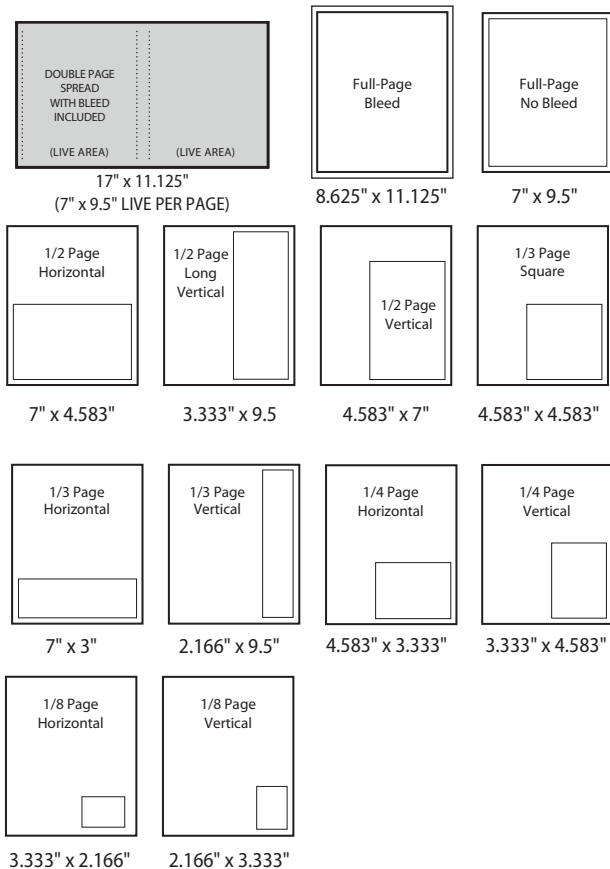 DOUBLE PAGE
SPREAD
WITH BLEED
INCLUDED
(LIVE AREA)
(LIVE AREA)
17" x 11.125"
(7" x 9.5" LIVE PER PAGE)
Full-Page
Bleed
8.625" x 11.125"
Full-Page
No Bleed
7" x 9.5"
1/2 Page
Horizontal
7" x 4.583"
1/2 Page
Long
Vertical
3.333" x 9.5
1/2 Page
Vertical
4.583" x 7"
1/3 Page
Square
4.583" x 4.583"
1/3 Page
Horizontal
7" x 3"
1/3 Page
Vertical
2.166" x 9.5"
1/4 Page
Horizontal
4.583" x 3.333"
1/4 Page
Vertical
3.333" x 4.583"
1/8 Page
Horizontal
3.333" x 2.166"
1/8 Page
Vertical
2.166" x 3.333"